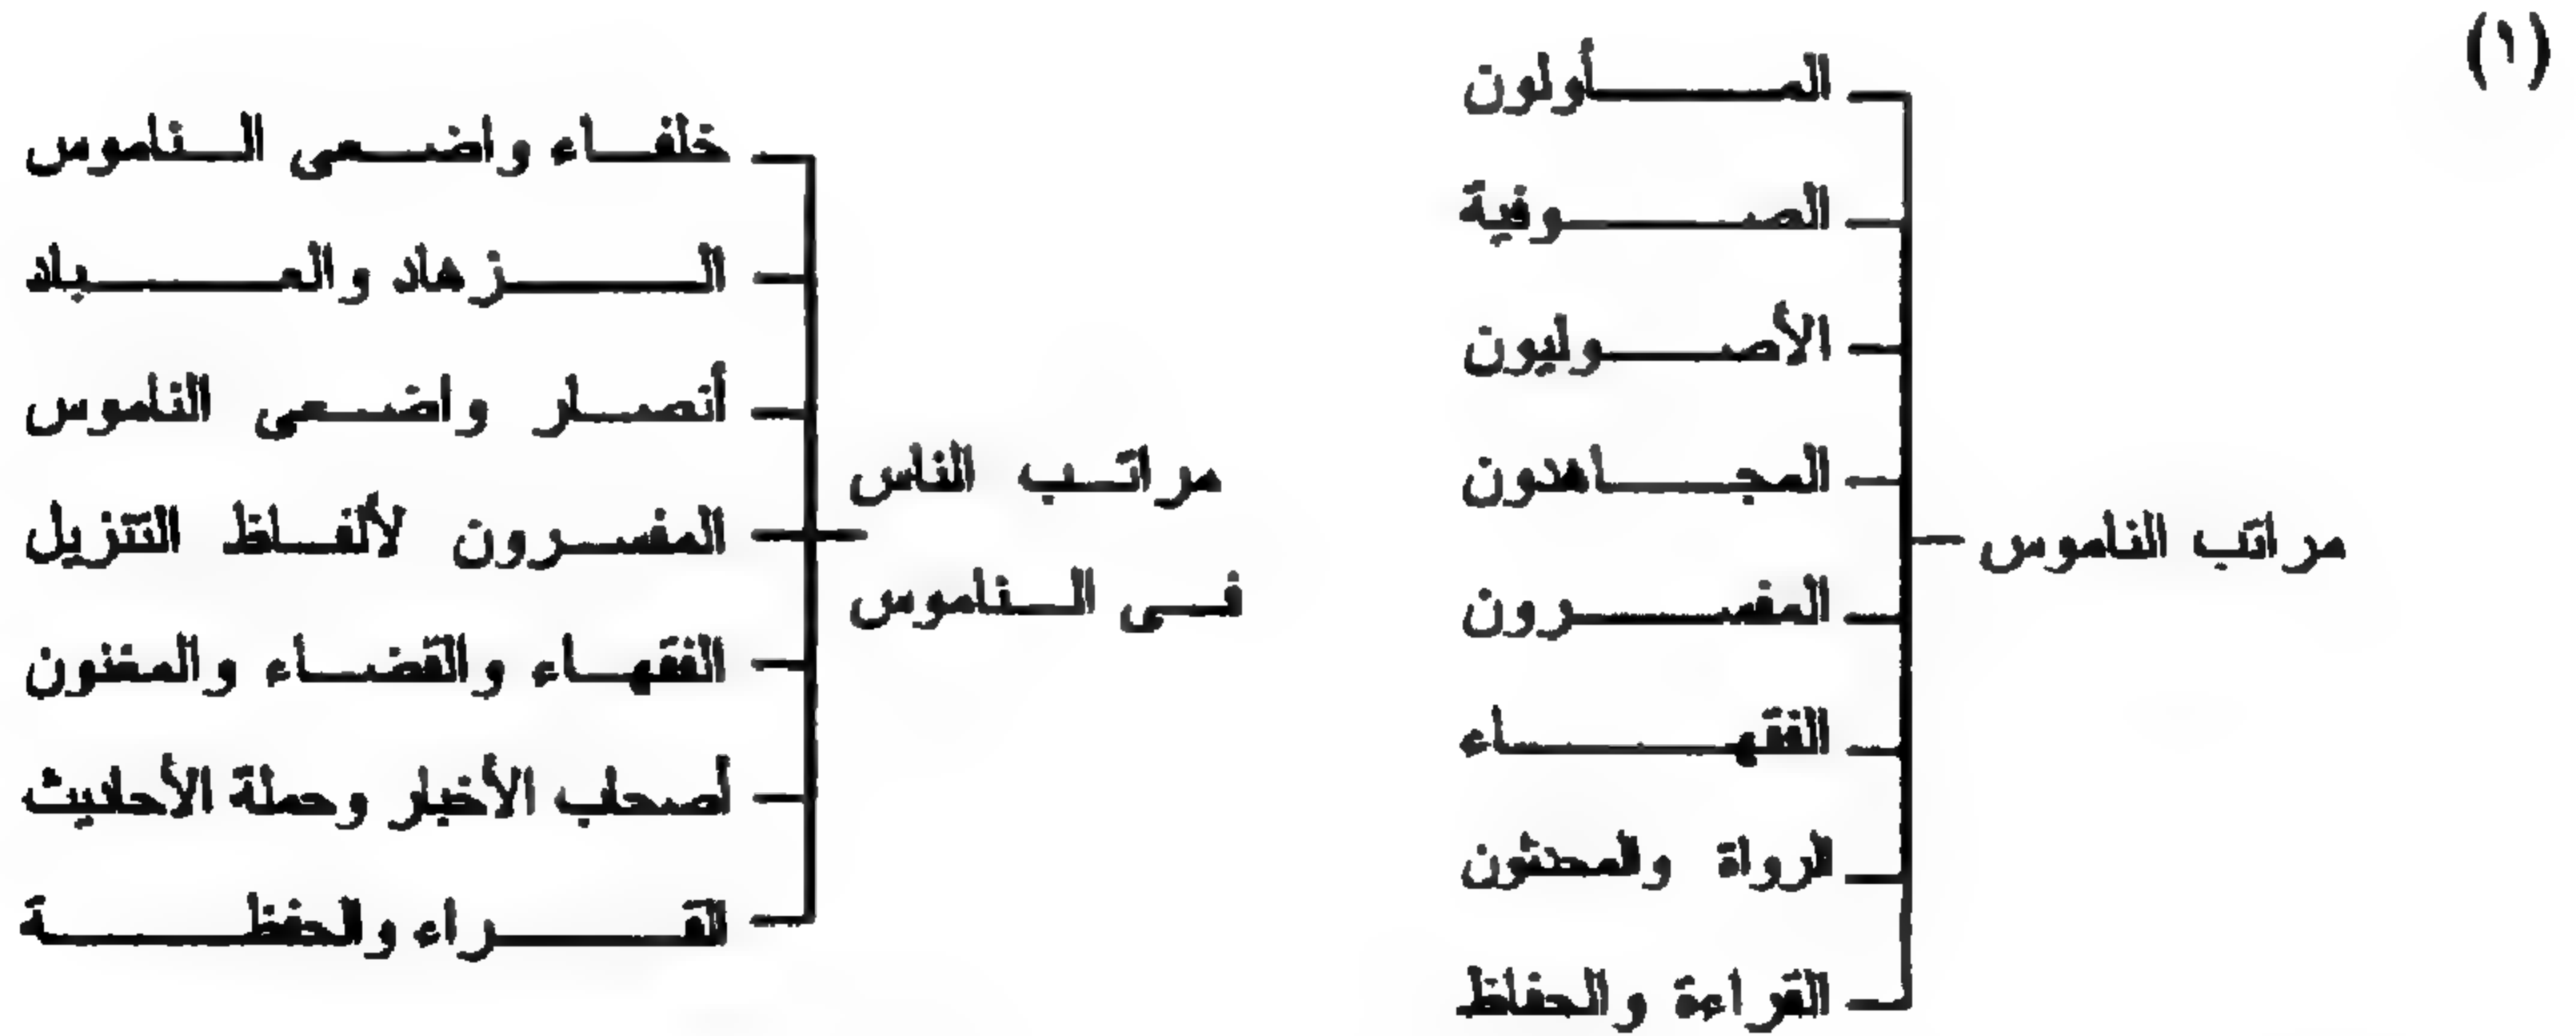 (١)
مراتب الناموس
المأولون
الصوفية
الأصوليون
المجاهدون
المفسرون
الفقهاء
الرواة والمحدثون
القراءة والحفاظ
مراتب الناس
فى الناموس
خلفاء واضعى الناموس
الزهاد والعباد
أنصار واضعى الناموس
المفسرون لألفاظ التنزيل
الفقهاء والقضاء والمفتون
أصحاب الأخبار وحملة الأحاديث
القراء والحفظة